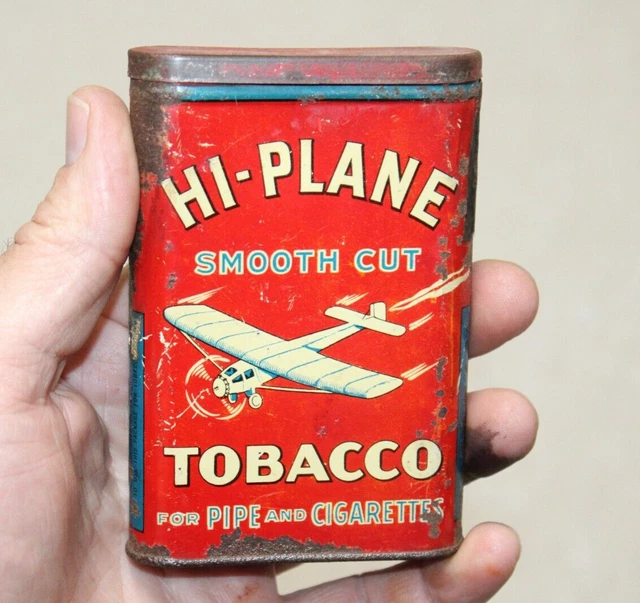 HI-PLANE
SMOOTH CUT
TOBACCO
FOR PIPE AND CIGARETTES